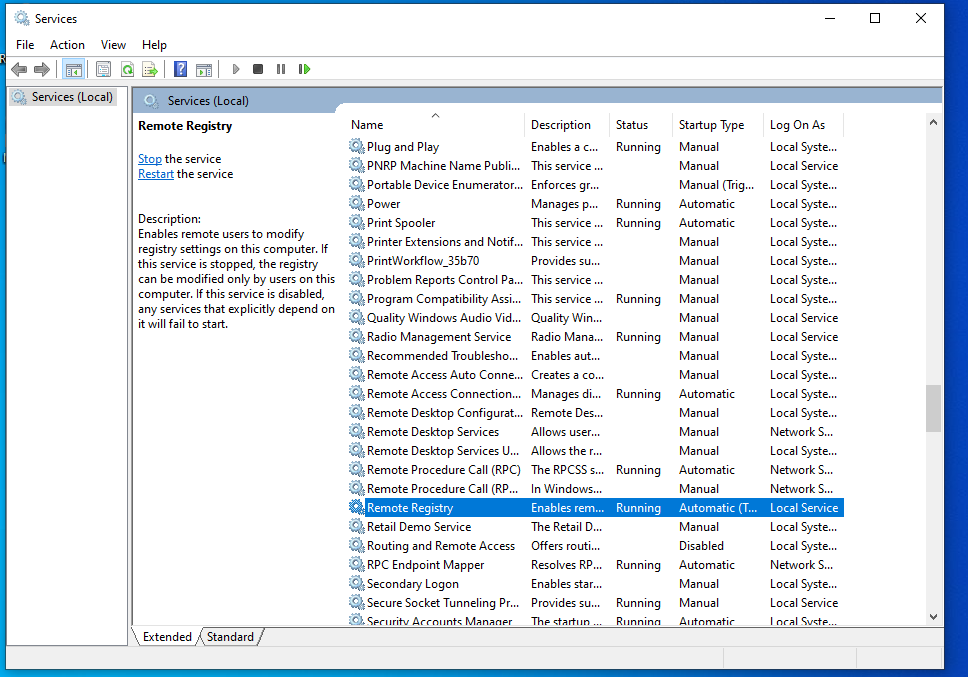 Services
File Action View Help
Services (Local)
Services (Local)
Remote Registry
Stop the service
Restart the service
Description:
Enables remote users to modify
registry settings on this computer. If
this service is stopped, the registry
can be modified only by users on this
computer. If this service is disabled,
any services that explicitly depend on
it will fail to start.
Name Description Status Startup Type Log On As
Plug and Play Enables a c... Running Manual Local Syste...
PNRP Machine Name Publi... This service ... Manual Local Service
Portable Device Enumerator... Enforces gr... Manual (Trig... Local Syste...
Power Manages p... Running Automatic Local Syste...
Print Spooler This service ... Running Automatic Local Syste...
Printer Extensions and Notif... This service ... Manual Local Syste...
PrintWorkflow_35b70 Provides su... Manual Local Syste...
Problem Reports Control Pa... This service ... Manual Local Syste...
Program Compatibility Assi... This service ... Running Manual Local Syste...
Quality Windows Audio Vid... Quality Win... Manual Local Service
Radio Management Service Radio Mana... Running Manual Local Service
Recommended Troublesho... Enables aut... Manual Local Syste...
Remote Access Auto Conne... Creates a co... Manual Local Syste...
Remote Access Connection... Manages di... Running Automatic Local Syste...
Remote Desktop Configurat... Remote Des... Manual Local Syste...
Remote Desktop Services Allows user... Manual Network S...
Remote Desktop Services U... Allows the r... Manual Local Syste...
Remote Procedure Call (RPC) The RPCSS s... Running Automatic Network S...
Remote Procedure Call (RP... In Windows... Manual Network S...
Remote Registry Enables rem... Running Automatic (T... Local Service
Retail Demo Service The Retail D... Manual Local Syste...
Routing and Remote Access Offers routi... Disabled Local Syste...
RPC Endpoint Mapper Resolves RP... Running Automatic Network S...
Secondary Logon Enables star... Manual Local Syste...
Secure Socket Tunneling Pr... Provides su... Running Manual Local Service
Security Accounts Manager The startup ... Running Automatic Local Syste...
Extended Standard